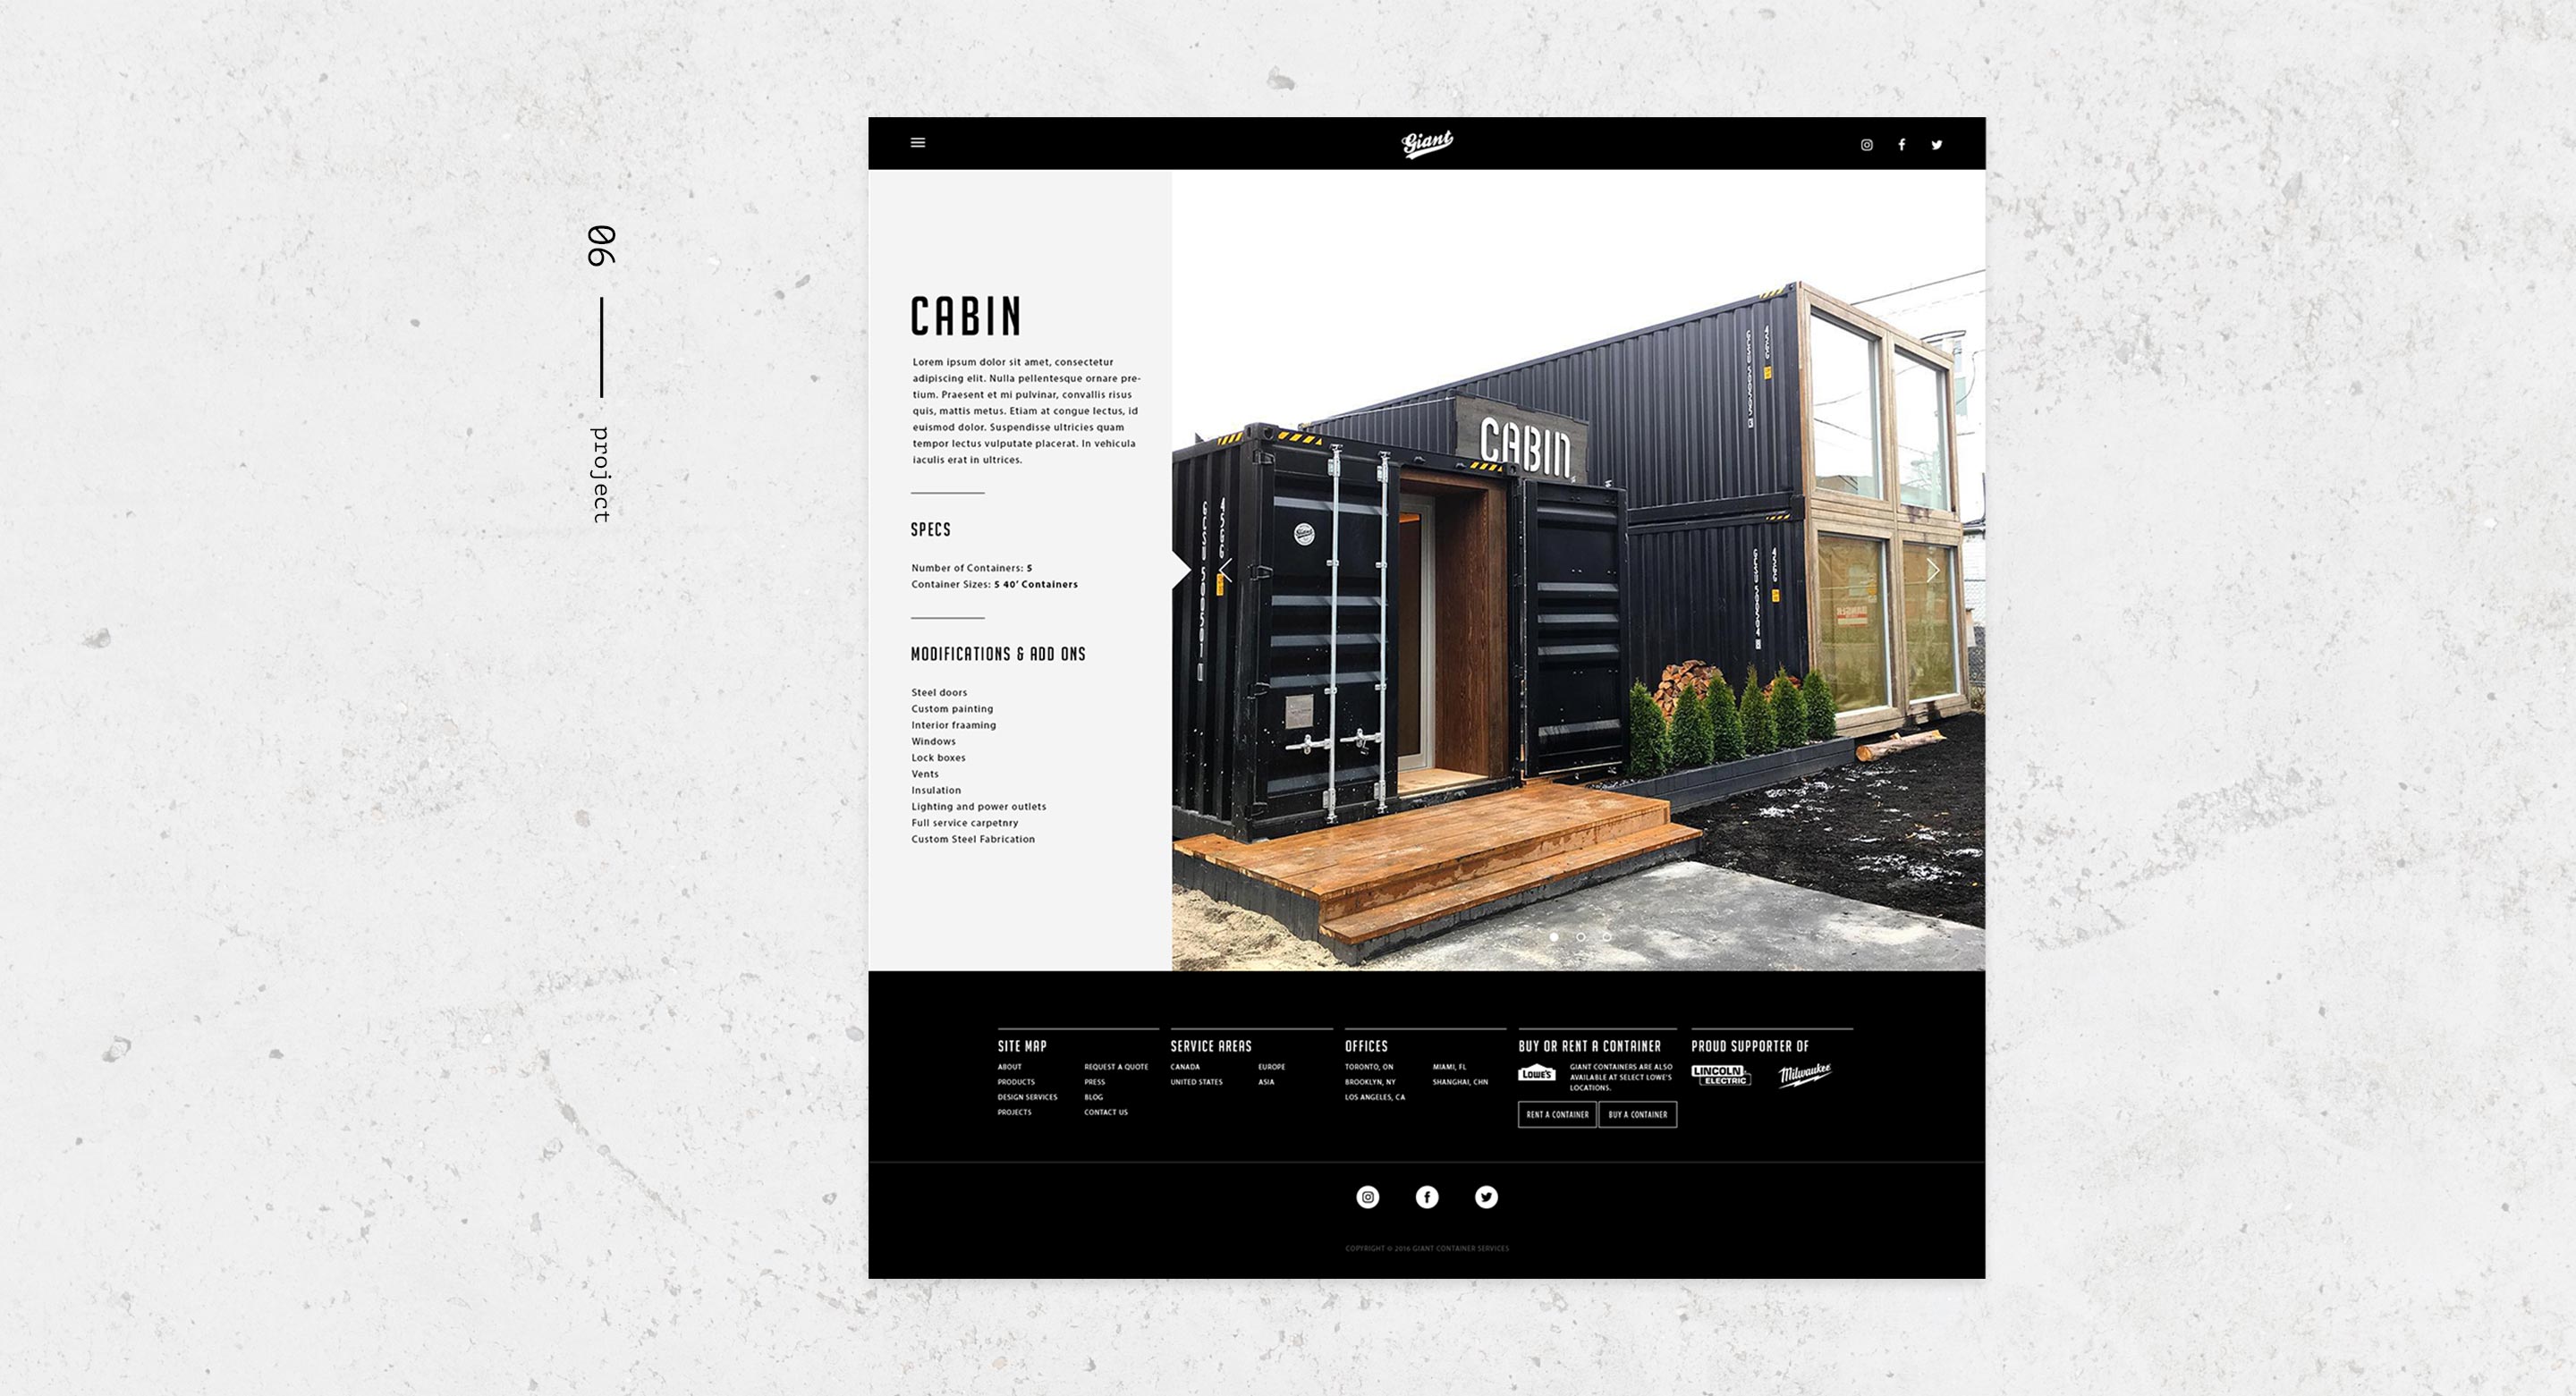 06
project
Giant
CABIN
Lorem ipsum dolor sit amet, consectetur
adipiscing elit. Nulla pellentesque ornare pre-
tium. Praesent et mi pulvinar, convallis risus
quis, mattis metus. Etiam at congue lectus, id
euismod dolor. Suspendisse ultricies quam
tempor lectus vulputate placerat. In vehicula
iaculis erat in ultrices.
SPECS
Number of Containers: 5
Container Sizes: 5 40' Containers
MODIFICATIONS & ADD ONS
Steel doors
Custom painting
Interior fraaming
Windows
Lock boxes
Vents
Insulation
Lighting and power outlets
Full service carpetnry
Custom Steel Fabrication
CABIN
SITE MAP
ABOUT
PRODUCTS
DESIGN SERVICES
PROJECTS
REQUEST A QUOTE
PRESS
BLOG
CONTACT US
SERVICE AREAS
CANADA
UNITED STATES
EUROPE
ASIA
OFFICES
TORONTO, ON
BROOKLYN, NY
LOS ANGELES, CA
MIAMI, FL
SHANGHAI, CHN
BUY OR RENT A CONTAINER
LOWE'S
GIANT CONTAINERS ARE ALSO
AVAILABLE AT SELECT LOWE'S
LOCATIONS.
RENT A CONTAINER
BUY A CONTAINER
PROUD SUPPORTER OF
LINCOLN
ELECTRIC
Milwaukee
COPYRIGHT © 2016 GIANT CONTAINER SERVICES